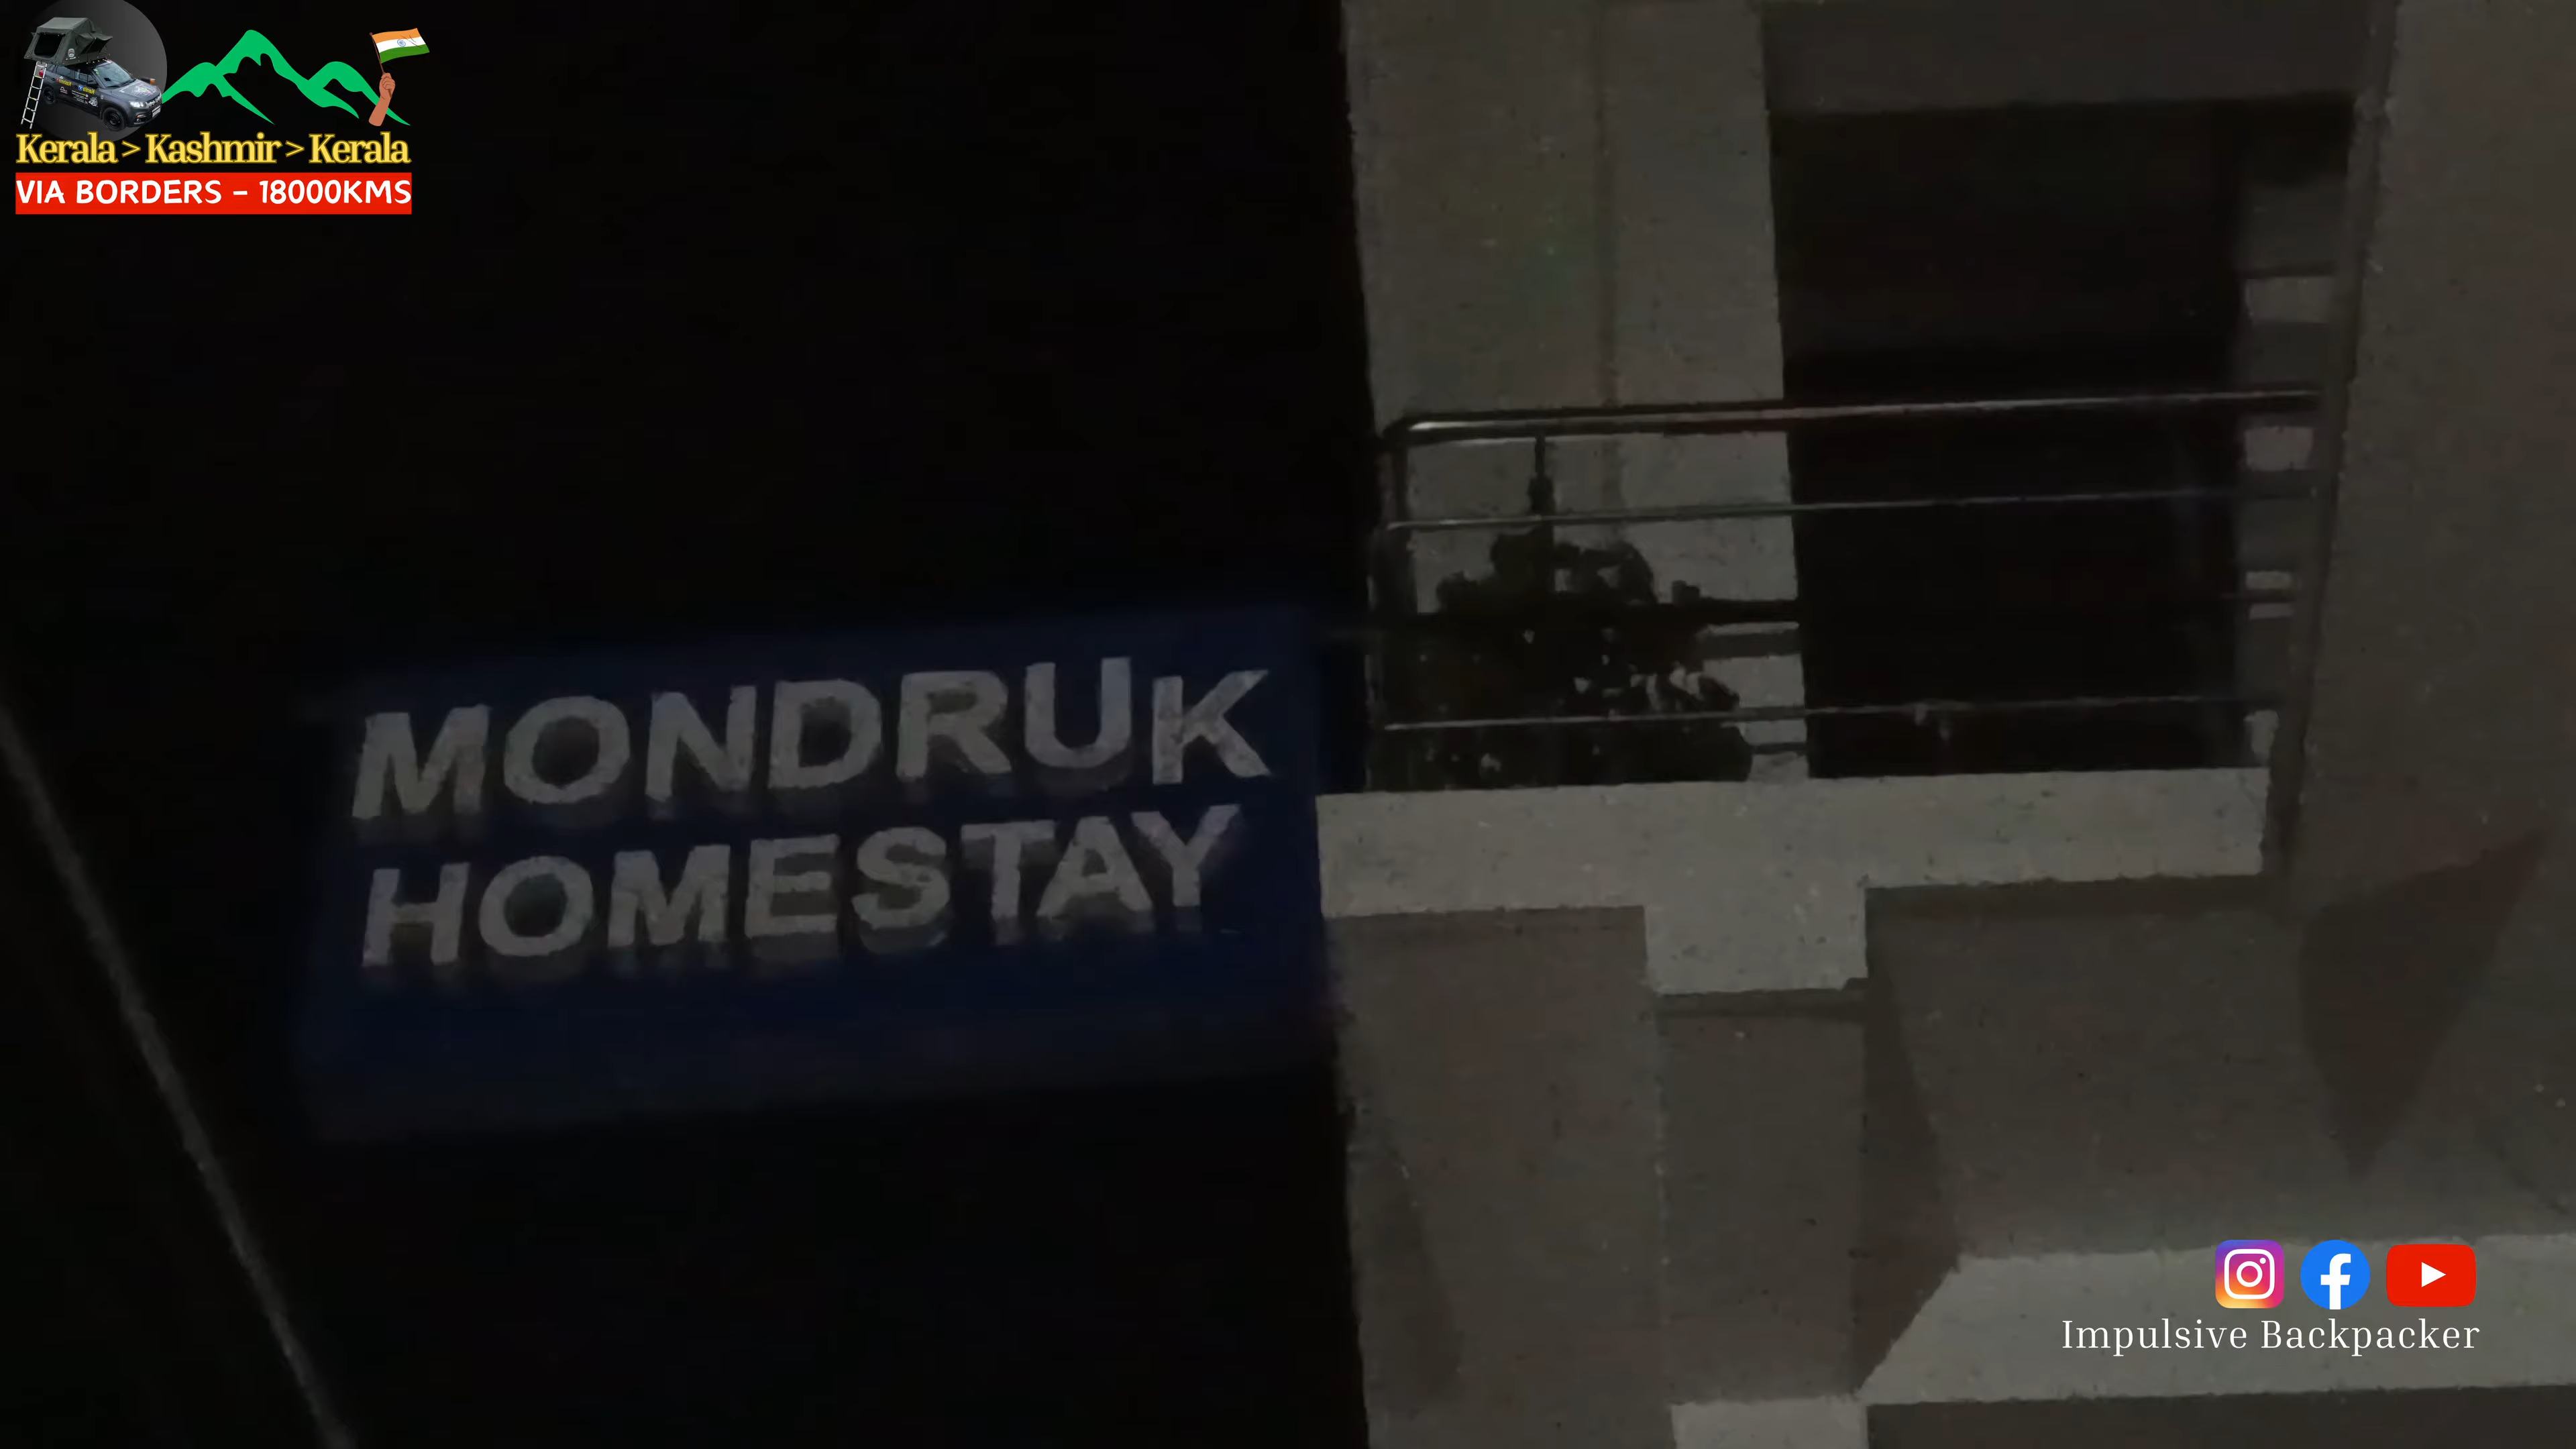 Kerala > Kashmir > Kerala
VIA BORDERS - 18000KMS
MONDRUK
HOMESTAY
Impulsive Backpacker